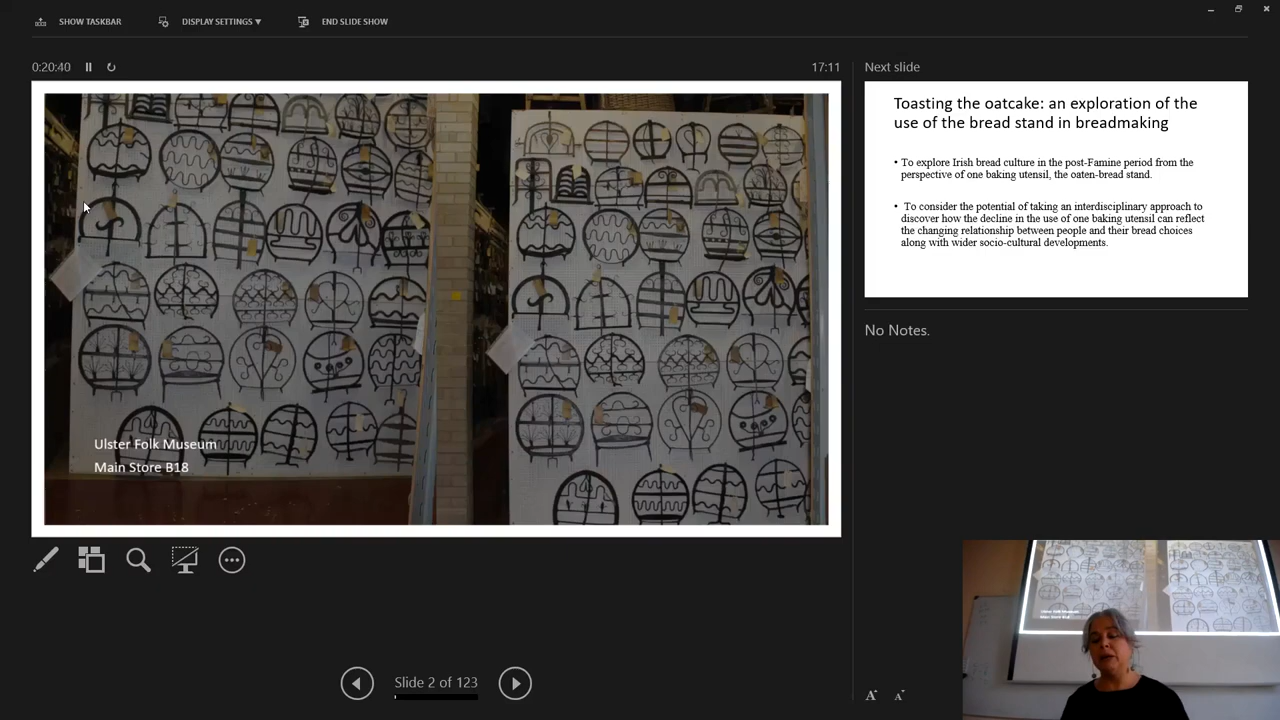 SHOW TASKBAR
DISPLAY SETTINGS ▼
END SLIDE SHOW
0:20:40
17:11
Ulster Folk Museum
Main Store B18
Slide 2 of 123
Next slide
Toasting the oatcake: an exploration of the
use of the bread stand in breadmaking
• To explore Irish bread culture in the post-Famine period from the
perspective of one baking utensil, the oaten-bread stand.
• To consider the potential of taking an interdisciplinary approach to
discover how the decline in the use of one baking utensil can reflect
the changing relationship between people and their bread choices
along with wider socio-cultural developments.
No Notes.
A A